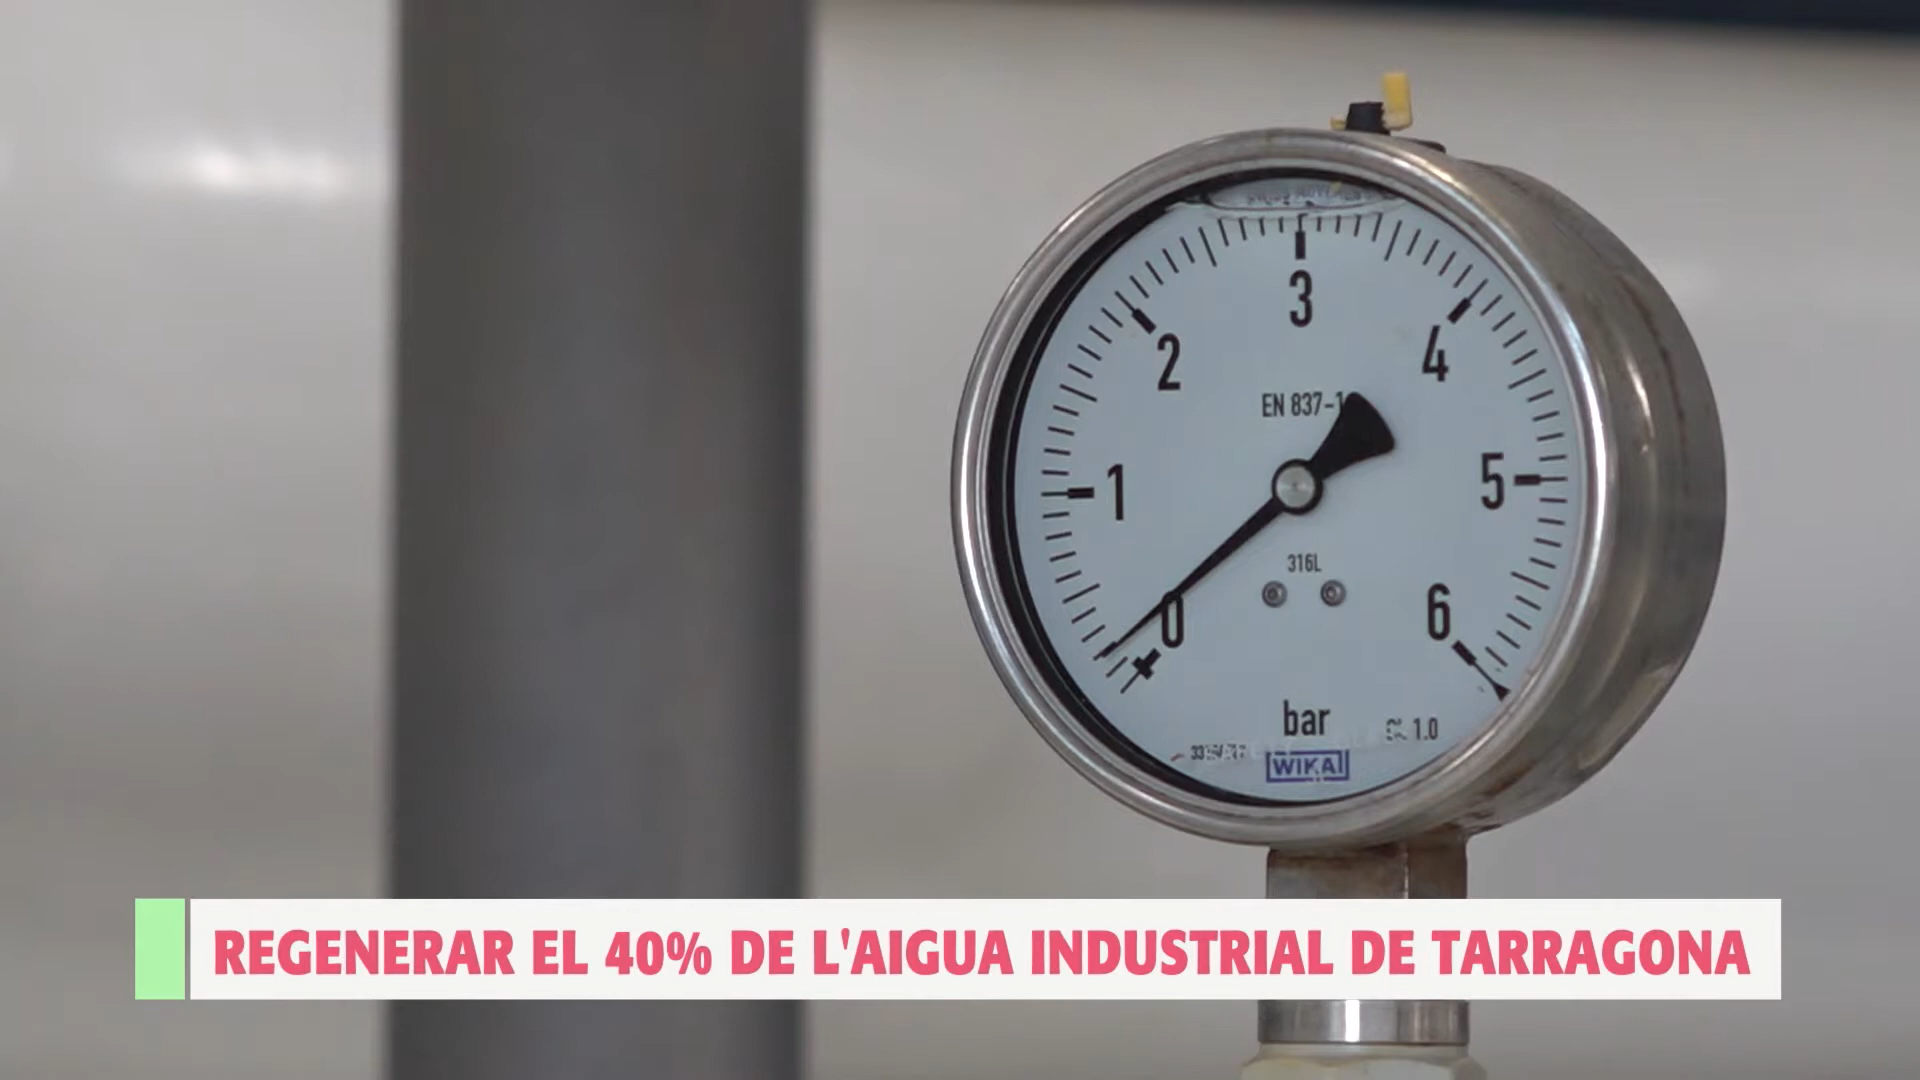 3
2
4
EN 837-1
1
5
316L
0
6
bar
CL 1.0
WIKA
REGENERAR EL 40% DE L'AIGUA INDUSTRIAL DE TARRAGONA